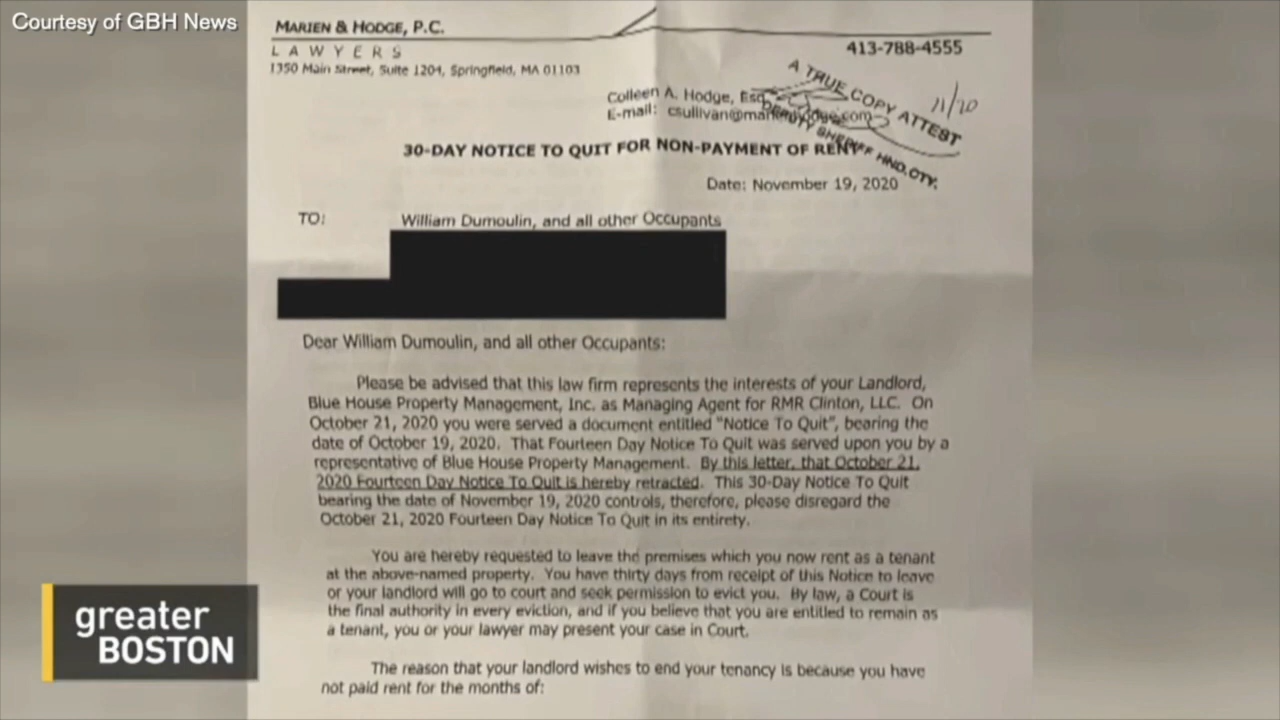 Courtesy of GBH News
MARIEN & HODGE, P.C.
LAWYERS
1350 Main Street, Suite 1204, Springfield, MA 01103
413-788-4555
A TRUE COPY ATTEST
11/20
DEPUTY SHERIFF HND. CTY.
Colleen A. Hodge, Esq.
E-mail: csullivan@marienhodge.com
30-DAY NOTICE TO QUIT FOR NON-PAYMENT OF RENT
Date: November 19, 2020
TO: William Dumoulin, and all other Occupants
Dear William Dumoulin, and all other Occupants:
Please be advised that this law firm represents the interests of your Landlord,
Blue House Property Management, Inc. as Managing Agent for RMR Clinton, LLC. On
October 21, 2020 you were served a document entitled "Notice To Quit", bearing the
date of October 19, 2020. That Fourteen Day Notice To Quit was served upon you by a
representative of Blue House Property Management. By this letter, that October 21,
2020 Fourteen Day Notice To Quit is hereby retracted. This 30-Day Notice To Quit
bearing the date of November 19, 2020 controls, therefore, please disregard the
October 21, 2020 Fourteen Day Notice To Quit in its entirety.
You are hereby requested to leave the premises which you now rent as a tenant
at the above-named property. You have thirty days from receipt of this Notice to leave
or your landlord will go to court and seek permission to evict you. By law, a Court is
the final authority in every eviction, and if you believe that you are entitled to remain as
a tenant, you or your lawyer may present your case in Court.
The reason that your landlord wishes to end your tenancy is because you have
not paid rent for the months of:
greater
BOSTON